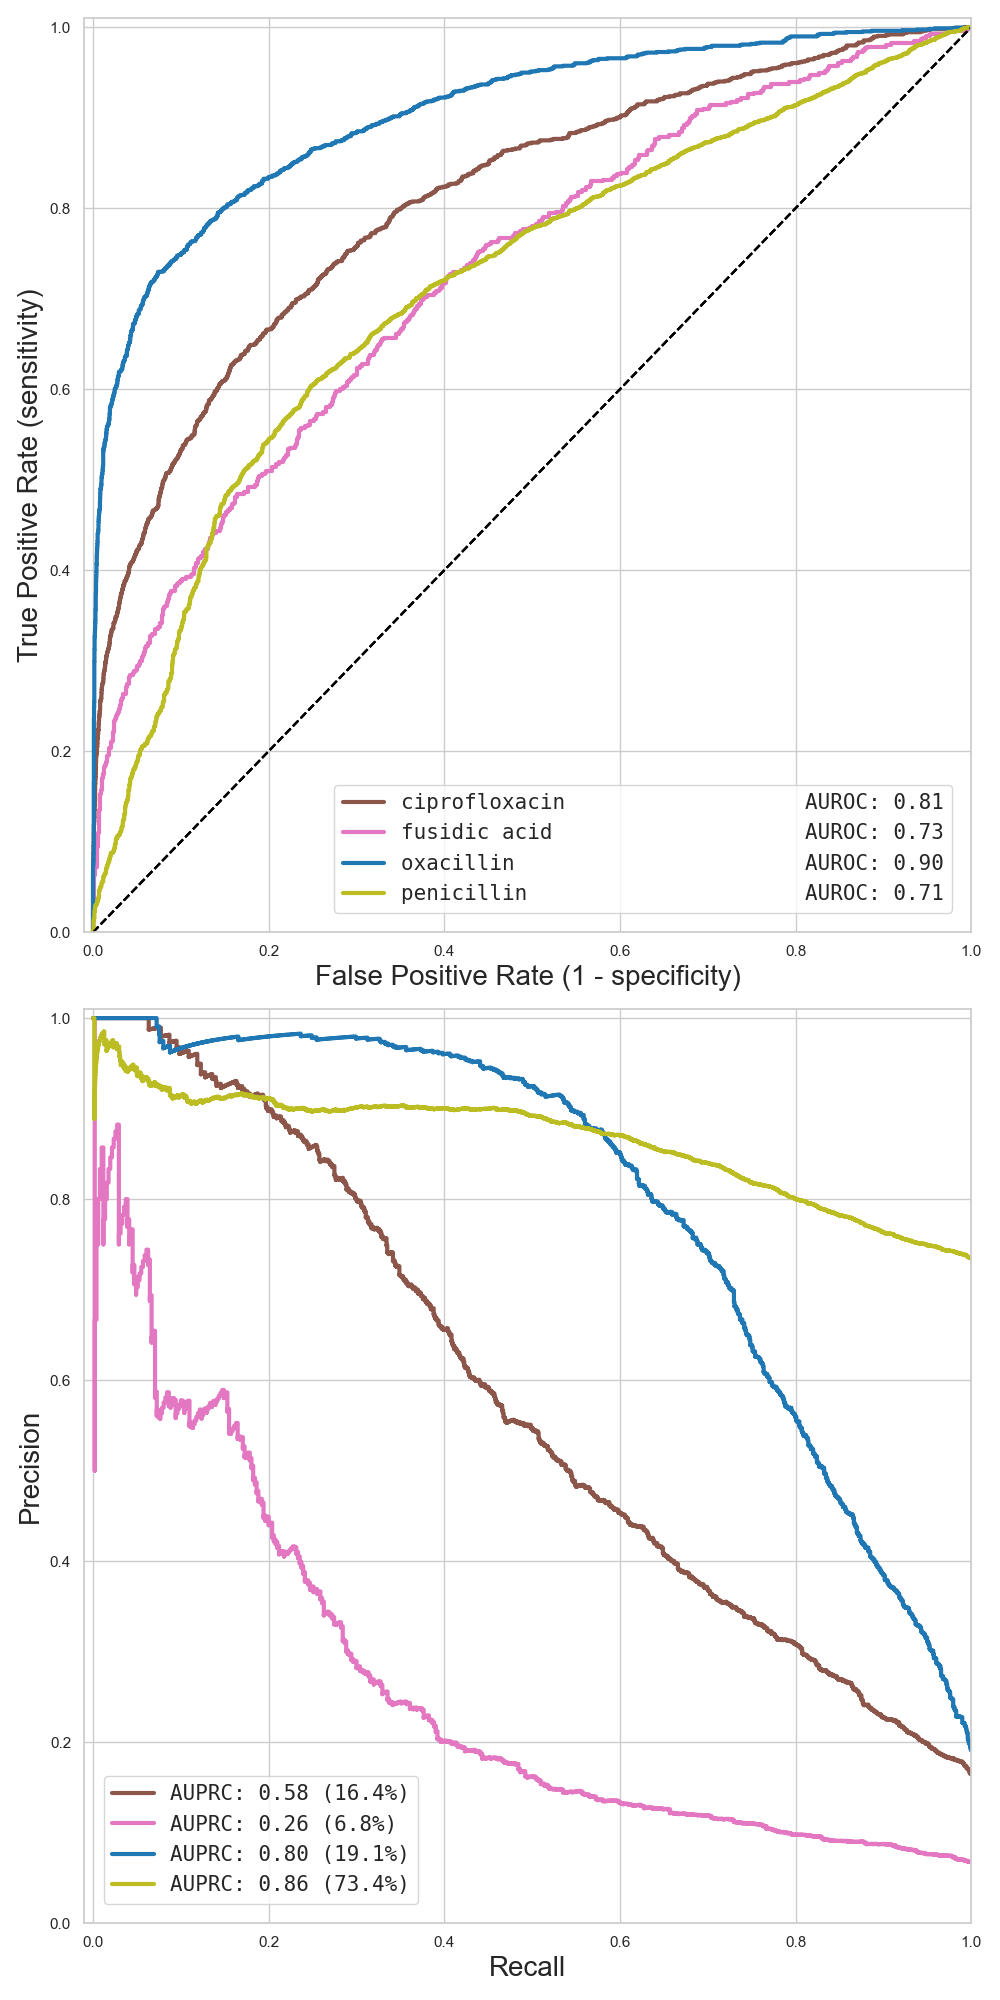 1.0
0.8
0.6
0.4
0.2
0.0
True Positive Rate (sensitivity)
ciprofloxacin AUROC: 0.81
fusidic acid AUROC: 0.73
oxacillin AUROC: 0.90
penicillin AUROC: 0.71
0.0 0.2 0.4 0.6 0.8 1.0
False Positive Rate (1 - specificity)
1.0
0.8
0.6
0.4
0.2
0.0
Precision
AUPRC: 0.58 (16.4%)
AUPRC: 0.26 (6.8%)
AUPRC: 0.80 (19.1%)
AUPRC: 0.86 (73.4%)
0.0 0.2 0.4 0.6 0.8 1.0
Recall